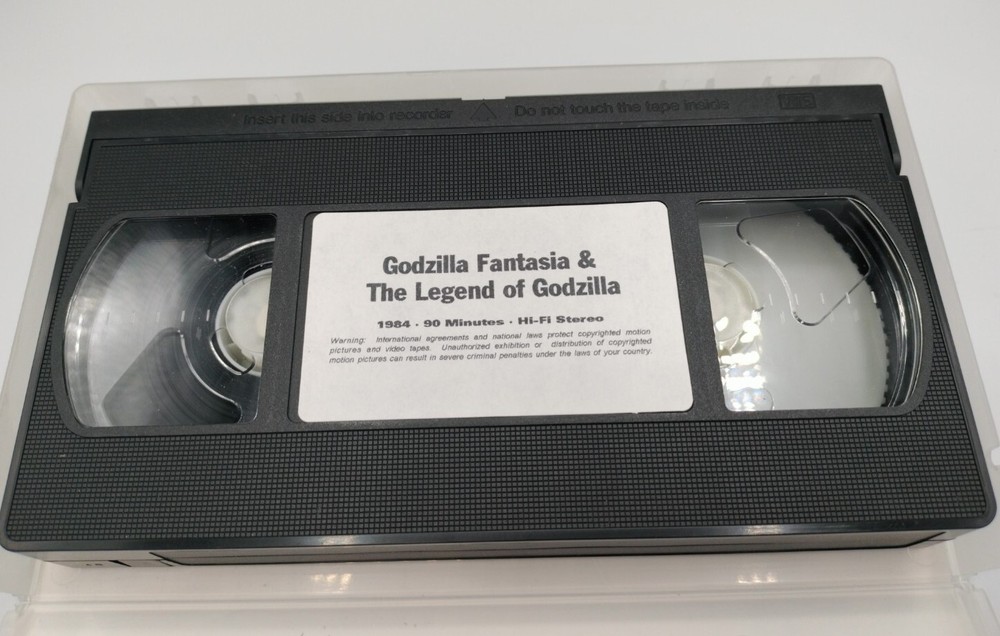 Insert this side into recorder Do not touch the tape inside VHS
Godzilla Fantasia &
The Legend of Godzilla
1984 · 90 Minutes · Hi-Fi Stereo
Warning: International agreements and national laws protect copyrighted motion
pictures and video tapes. Unauthorized exhibition or distribution of copyrighted
motion pictures can result in severe criminal penalties under the laws of your country.